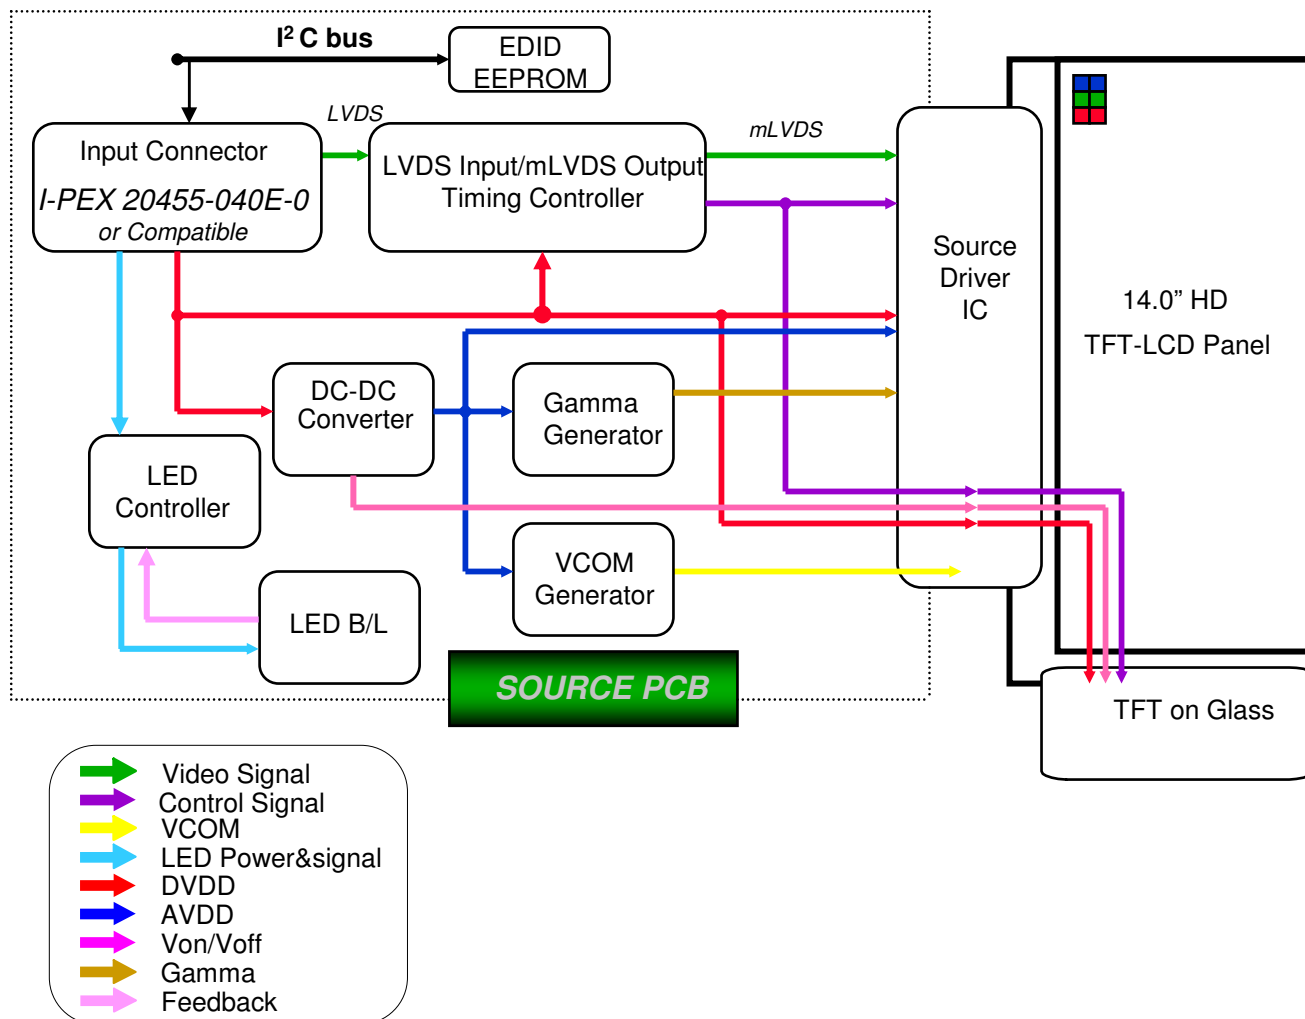 I² C bus
EDID
EEPROM
LVDS
mLVDS
Input Connector
I-PEX 20455-040E-0
or Compatible
LVDS Input/mLVDS Output
Timing Controller
Source
Driver
IC
14.0” HD
TFT-LCD Panel
DC-DC
Converter
Gamma
Generator
LED
Controller
VCOM
Generator
LED B/L
SOURCE PCB
TFT on Glass
Video Signal
Control Signal
VCOM
LED Power&signal
DVDD
AVDD
Von/Voff
Gamma
Feedback